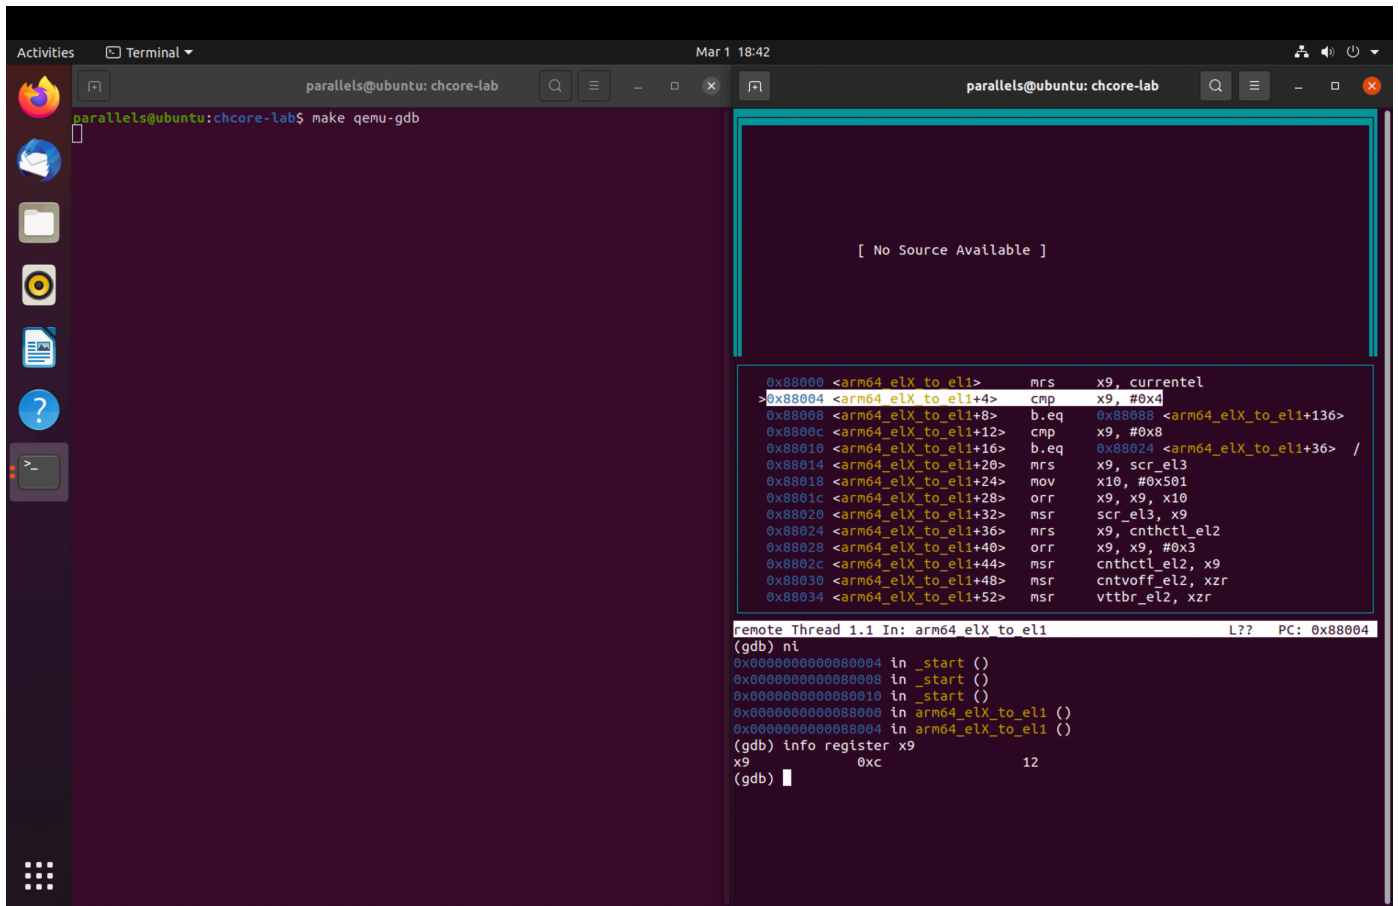 Activities Terminal Mar 1 18:42
parallels@ubuntu: chcore-lab
parallels@ubuntu:chcore-lab$ make qemu-gdb
parallels@ubuntu: chcore-lab
[ No Source Available ]
0x88000 <arm64_elX_to_el1> mrs x9, currentel
>0x88004 <arm64_elX_to_el1+4> cmp x9, #0x4
0x88008 <arm64_elX_to_el1+8> b.eq 0x88088 <arm64_elX_to_el1+136>
0x8800c <arm64_elX_to_el1+12> cmp x9, #0x8
0x88010 <arm64_elX_to_el1+16> b.eq 0x88024 <arm64_elX_to_el1+36> /
0x88014 <arm64_elX_to_el1+20> mrs x9, scr_el3
0x88018 <arm64_elX_to_el1+24> mov x10, #0x501
0x8801c <arm64_elX_to_el1+28> orr x9, x9, x10
0x88020 <arm64_elX_to_el1+32> msr scr_el3, x9
0x88024 <arm64_elX_to_el1+36> mrs x9, cnthctl_el2
0x88028 <arm64_elX_to_el1+40> orr x9, x9, #0x3
0x8802c <arm64_elX_to_el1+44> msr cnthctl_el2, x9
0x88030 <arm64_elX_to_el1+48> msr cntvoff_el2, xzr
0x88034 <arm64_elX_to_el1+52> msr vttbr_el2, xzr
remote Thread 1.1 In: arm64_elX_to_el1 L?? PC: 0x88004
(gdb) ni
0x0000000000080004 in _start ()
0x0000000000080008 in _start ()
0x0000000000080010 in _start ()
0x0000000000088000 in arm64_elX_to_el1 ()
0x0000000000088004 in arm64_elX_to_el1 ()
(gdb) info register x9
x9 0xc 12
(gdb)